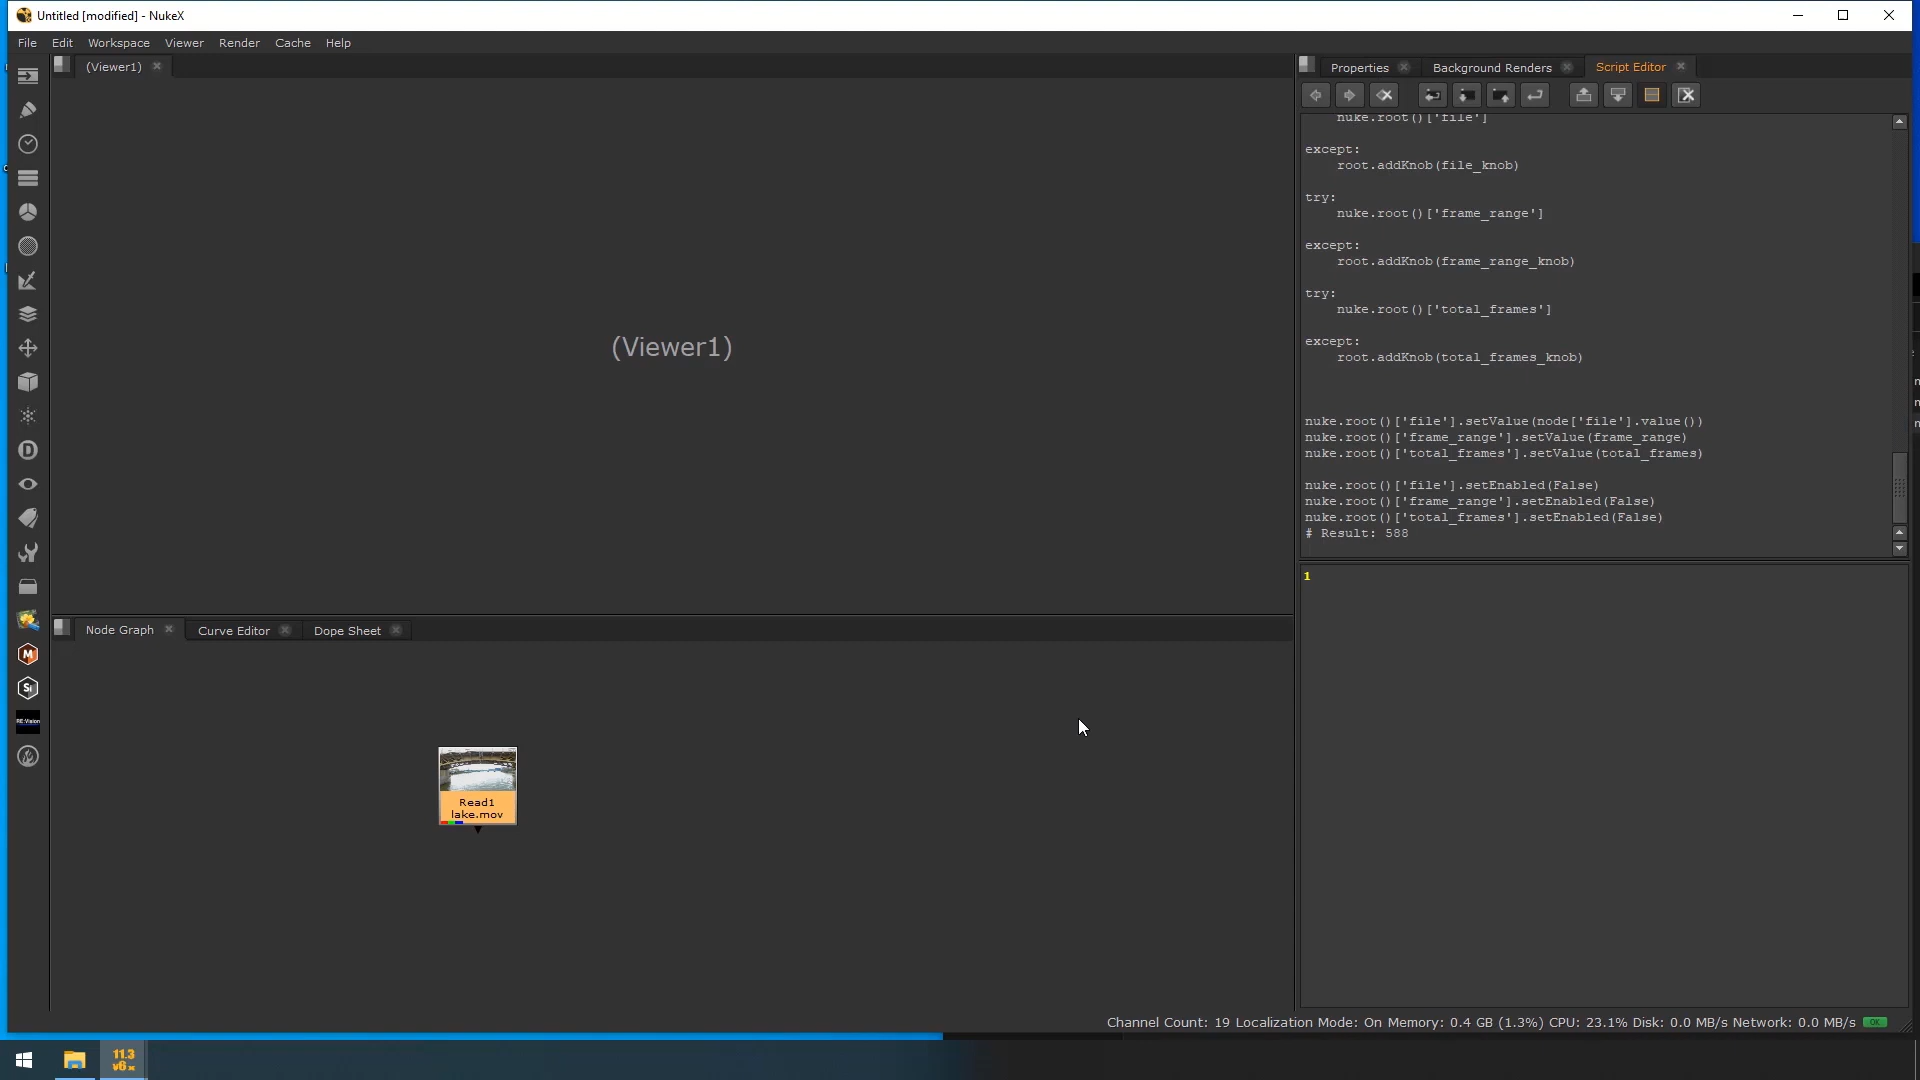 Untitled [modified] - NukeX
File Edit Workspace Viewer Render Cache Help
(Viewer1)
Properties Background Renders Script Editor
nuke.root()['file']
except:
    root.addKnob(file_knob)
try:
    nuke.root()['frame_range']
except:
    root.addKnob(frame_range_knob)
try:
    nuke.root()['total_frames']
except:
    root.addKnob(total_frames_knob)
nuke.root()['file'].setValue(node['file'].value())
nuke.root()['frame_range'].setValue(frame_range)
nuke.root()['total_frames'].setValue(total_frames)
nuke.root()['file'].setEnabled(False)
nuke.root()['frame_range'].setEnabled(False)
nuke.root()['total_frames'].setEnabled(False)
# Result: 588
1
(Viewer1)
Node Graph Curve Editor Dope Sheet
Read1
lake.mov
D
M
Si
RE:Vision
Channel Count: 19 Localization Mode: On Memory: 0.4 GB (1.3%) CPU: 23.1% Disk: 0.0 MB/s Network: 0.0 MB/s OK
11.3
v6